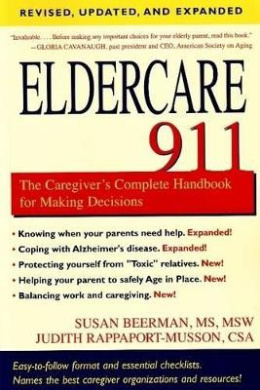 REVISED, UPDATED, AND EXPANDED
"Invaluable. . . . Before making any important choices for your elderly parent, read this book."
—GLORIA CAVANAUGH, past president and CEO, American Society on Aging
ELDERCARE
911
The Caregiver's Complete Handbook
for Making Decisions
• Knowing when your parents need help. Expanded!
• Coping with Alzheimer's disease. Expanded!
• Protecting yourself from "Toxic" relatives. New!
• Helping your parent to safely Age in Place. New!
• Balancing work and caregiving. New!
SUSAN BEERMAN, MS, MSW
JUDITH RAPPAPORT-MUSSON, CSA
Easy-to-follow format and essential checklists.
Names the best caregiver organizations and resources!